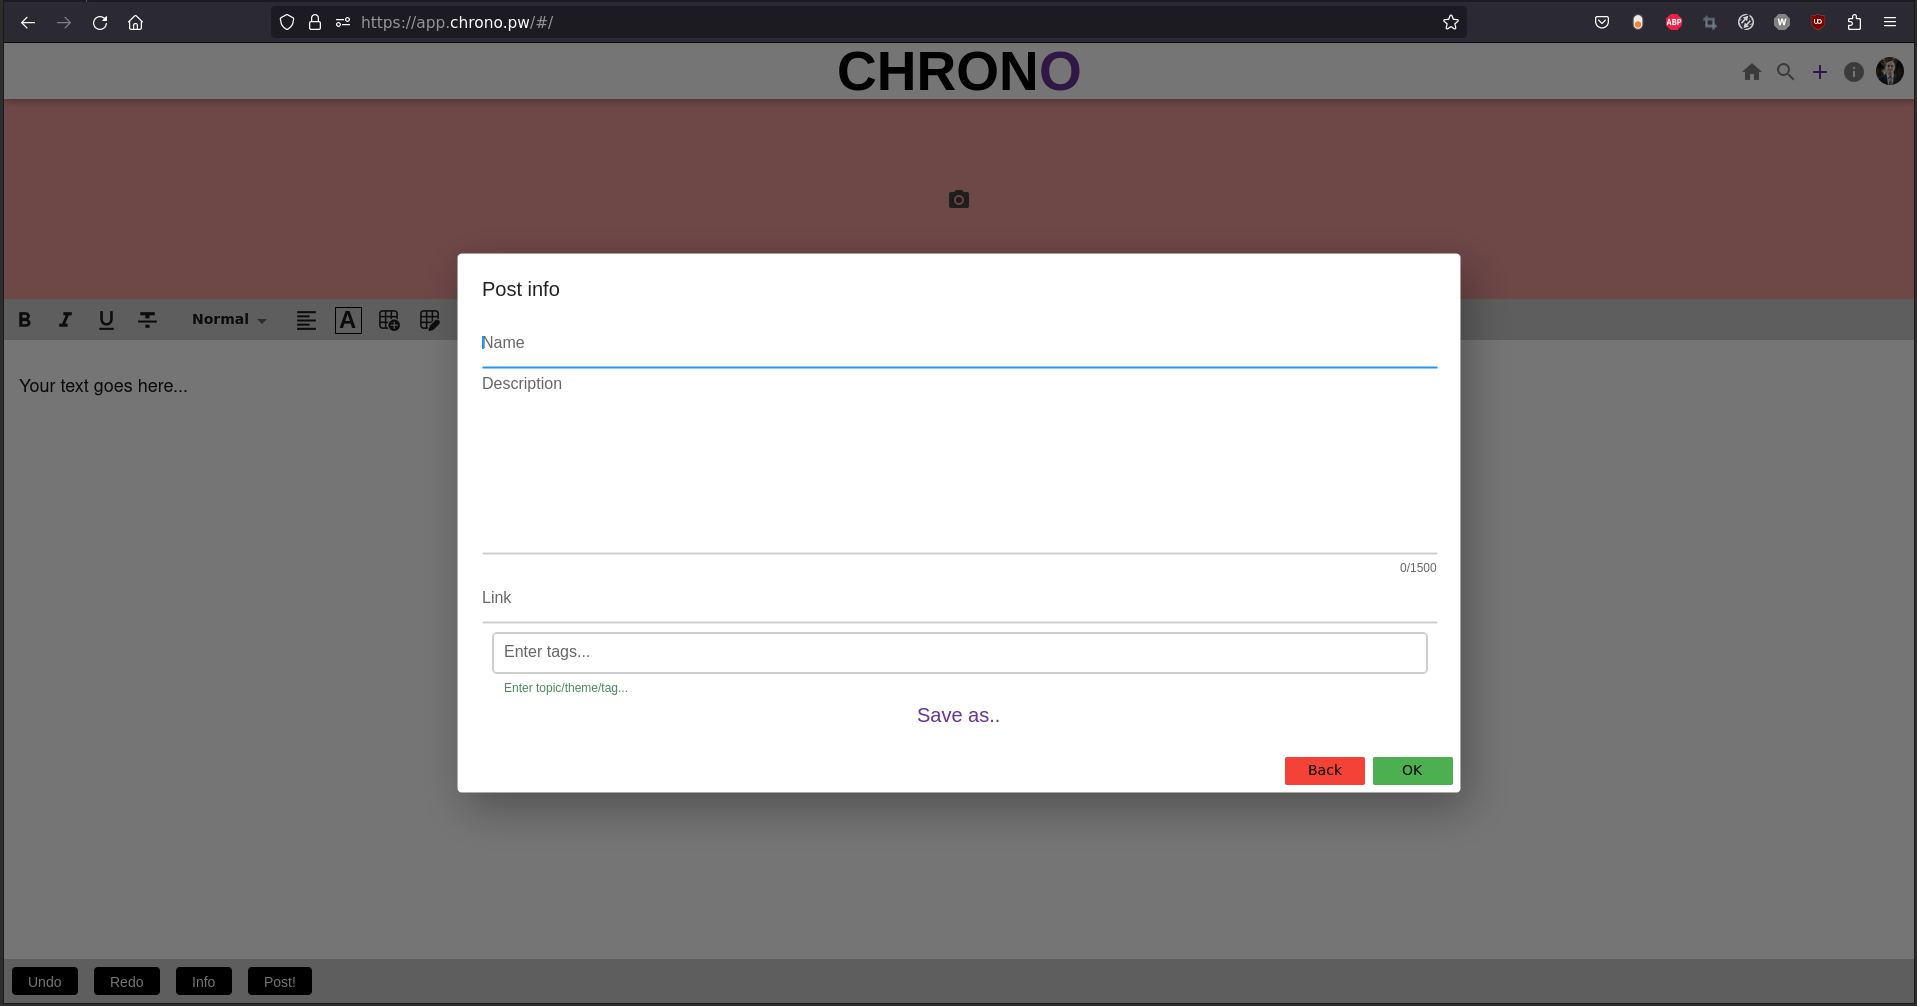 https://app.chrono.pw/#/
ABP
W
CHRONO
Post info
B I U Normal A
Name
Your text goes here...
Description
0/1500
Link
Enter tags...
Enter topic/theme/tag...
Save as..
Back OK
Undo Redo Info Post!